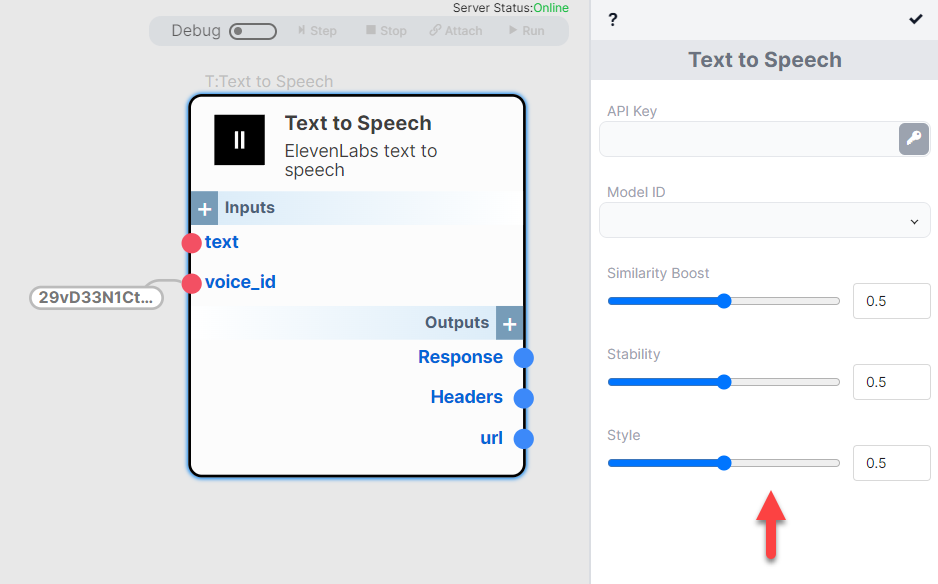 Server Status:Online
Debug Step Stop Attach Run
T:Text to Speech
Text to Speech
ElevenLabs text to
speech
+ Inputs
text
voice_id
29vD33N1Ct...
Outputs +
Response
Headers
url
?
Text to Speech
API Key
Model ID
Similarity Boost
0.5
Stability
0.5
Style
0.5